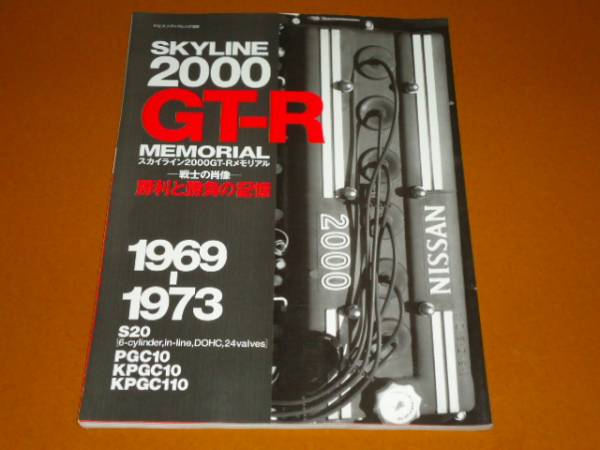 SKYLINE
2000
GT-R
MEMORIAL
スカイライン2000GT-Rメモリアル
—戦士の肖像—
勝利と勝負の記憶
1969
-
1973
S20
[6-cylinder,in-line,DOHC,24valves]
PGC10
KPGC10
KPGC110
2000
NISSAN